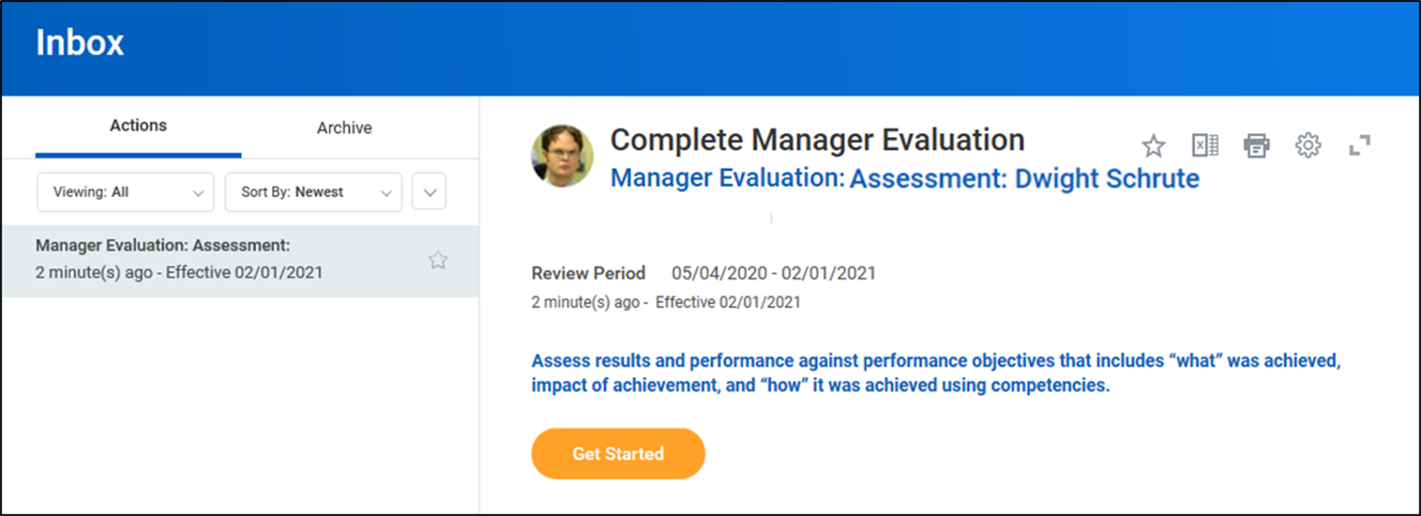 Inbox
Actions
Archive
Viewing: All
Sort By: Newest
Manager Evaluation: Assessment:
2 minute(s) ago - Effective 02/01/2021
Complete Manager Evaluation
Manager Evaluation: Assessment: Dwight Schrute
)
Review Period 05/04/2020 - 02/01/2021
2 minute(s) ago - Effective 02/01/2021
Assess results and performance against performance objectives that includes “what” was achieved,
impact of achievement, and “how” it was achieved using competencies.
Get Started